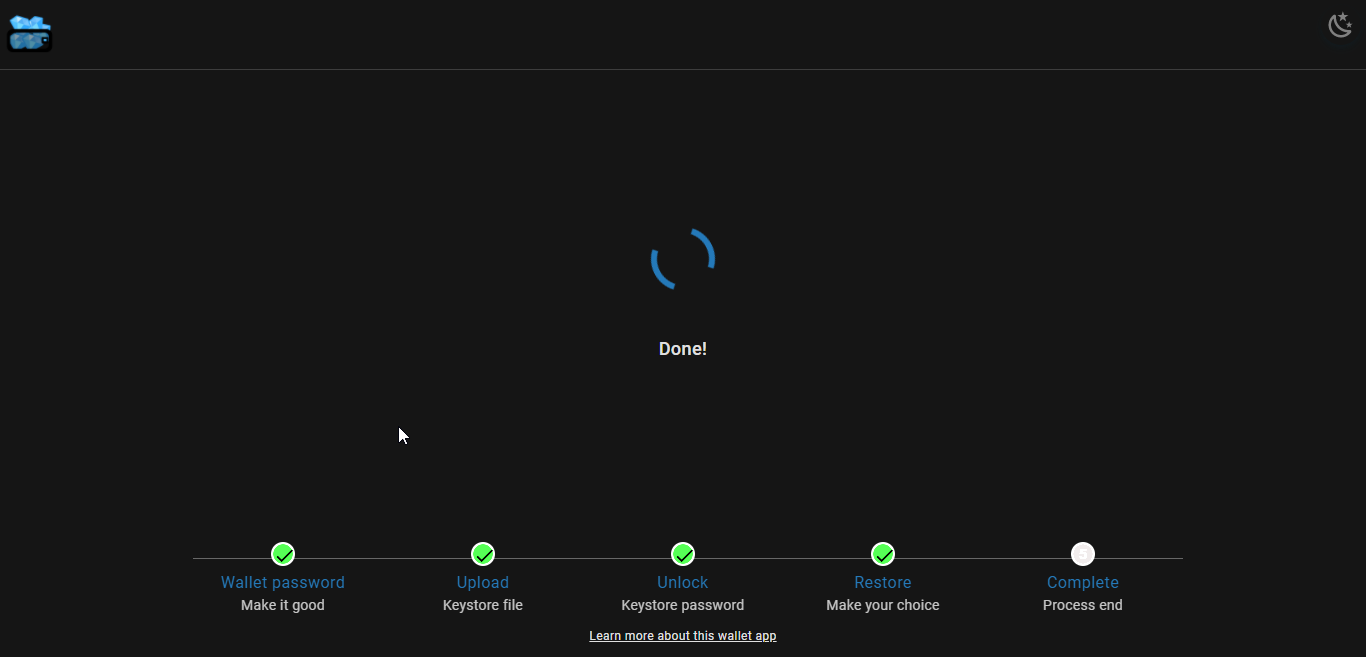 Done!
5
Wallet password
Make it good
Upload
Keystore file
Unlock
Keystore password
Restore
Make your choice
Complete
Process end
Learn more about this wallet app